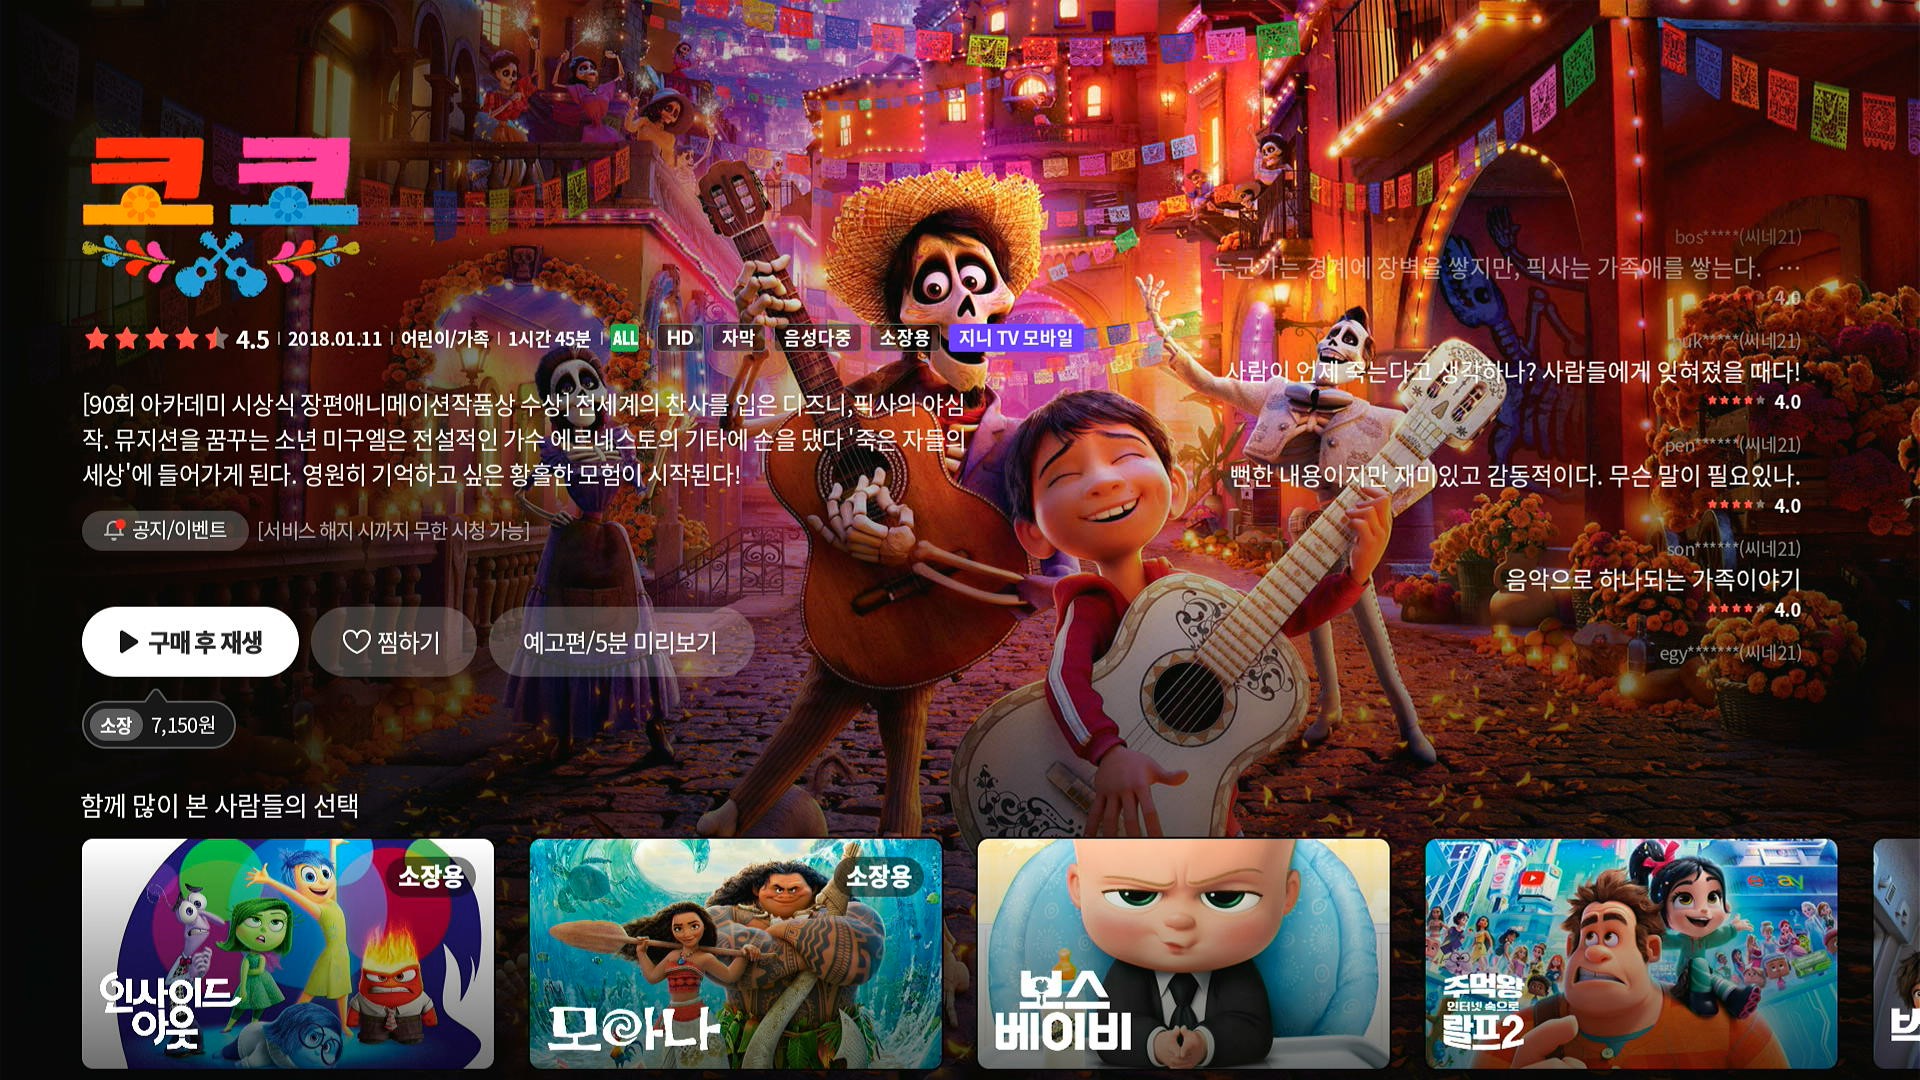 코코
4.5 | 2018.01.11 | 어린이/가족 | 1시간 45분 | ALL | HD 자막 음성다중 소장용 지니 TV 모바일
[90회 아카데미 시상식 장편애니메이션작품상 수상] 전세계의 찬사를 입은 디즈니,픽사의 야심
작. 뮤지션을 꿈꾸는 소년 미구엘은 전설적인 가수 에르네스토의 기타에 손을 댔다 '죽은 자들의
세상'에 들어가게 된다. 영원히 기억하고 싶은 황홀한 모험이 시작된다!
공지/이벤트 [서비스 해지 시까지 무한 시청 가능]
구매 후 재생 찜하기 예고편/5분 미리보기
소장 7,150원
bos*****(씨네21)
누군가는 경계에 장벽을 쌓지만, 픽사는 가족애를 쌓는다. …
4.0
uk*****(씨네21)
사람이 언제 죽는다고 생각하나? 사람들에게 잊혀졌을 때다!
4.0
pen******(씨네21)
뻔한 내용이지만 재미있고 감동적이다. 무슨 말이 필요있나.
4.0
son******(씨네21)
음악으로 하나되는 가족이야기
4.0
egy*******(씨네21)
함께 많이 본 사람들의 선택
소장용
인사이드
아웃
소장용
모아나
보스
베이비
ebay
주먹왕
인터넷 속으로
랄프2